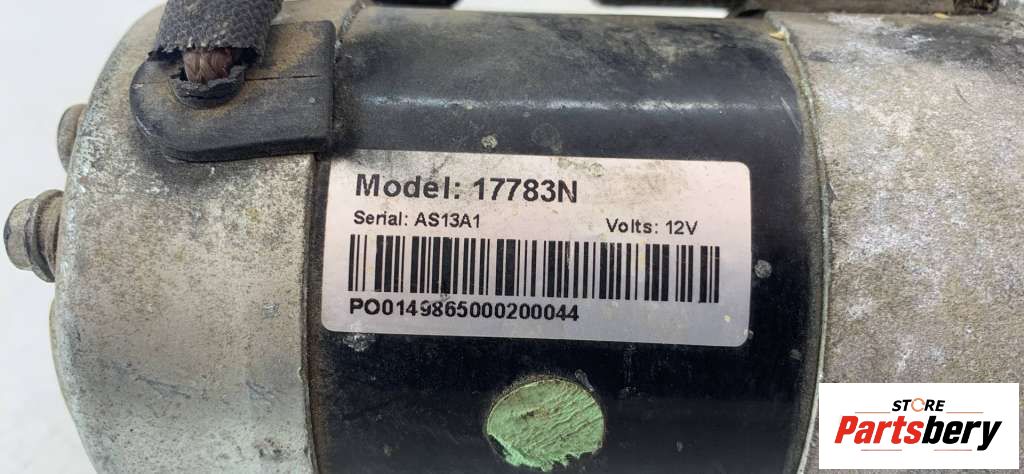 Model: 17783N
Serial: AS13A1 Volts: 12V
PO0149865000200044
STORE
Partsbery